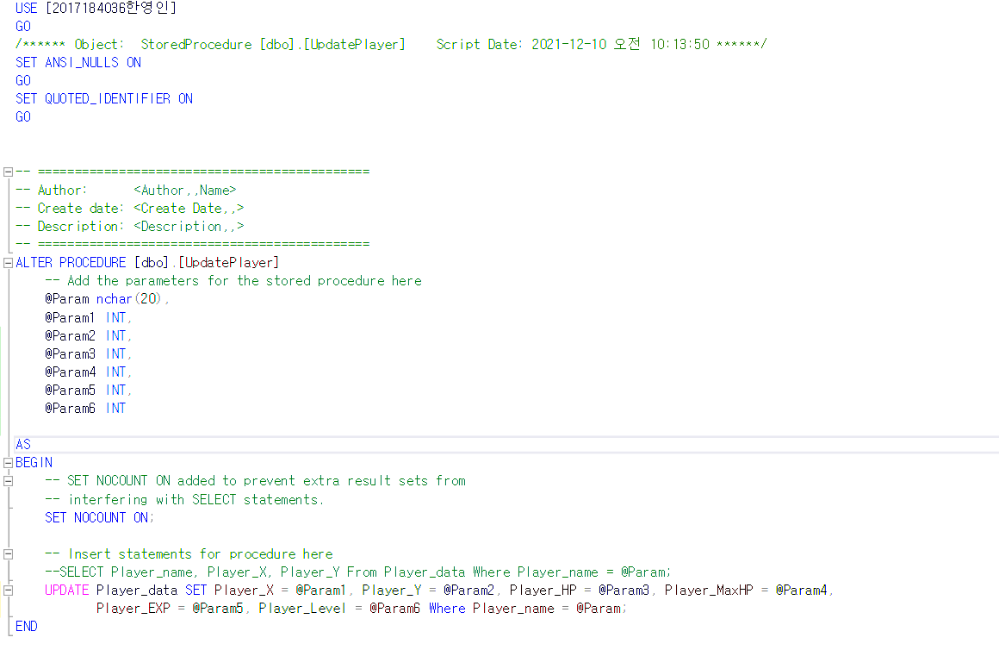 USE [2017184036한영인]
GO
/****** Object:  StoredProcedure [dbo].[UpdatePlayer]    Script Date: 2021-12-10 오전 10:13:50 ******/
SET ANSI_NULLS ON
GO
SET QUOTED_IDENTIFIER ON
GO
-- =============================================
-- Author:      <Author,,Name>
-- Create date: <Create Date,,>
-- Description: <Description,,>
-- =============================================
ALTER PROCEDURE [dbo].[UpdatePlayer]
    -- Add the parameters for the stored procedure here
    @Param nchar(20),
    @Param1 INT,
    @Param2 INT,
    @Param3 INT,
    @Param4 INT,
    @Param5 INT,
    @Param6 INT
AS
BEGIN
    -- SET NOCOUNT ON added to prevent extra result sets from
    -- interfering with SELECT statements.
    SET NOCOUNT ON;
    -- Insert statements for procedure here
    --SELECT Player_name, Player_X, Player_Y From Player_data Where Player_name = @Param;
    UPDATE Player_data SET Player_X = @Param1, Player_Y = @Param2, Player_HP = @Param3, Player_MaxHP = @Param4,
           Player_EXP = @Param5, Player_Level = @Param6 Where Player_name = @Param;
END